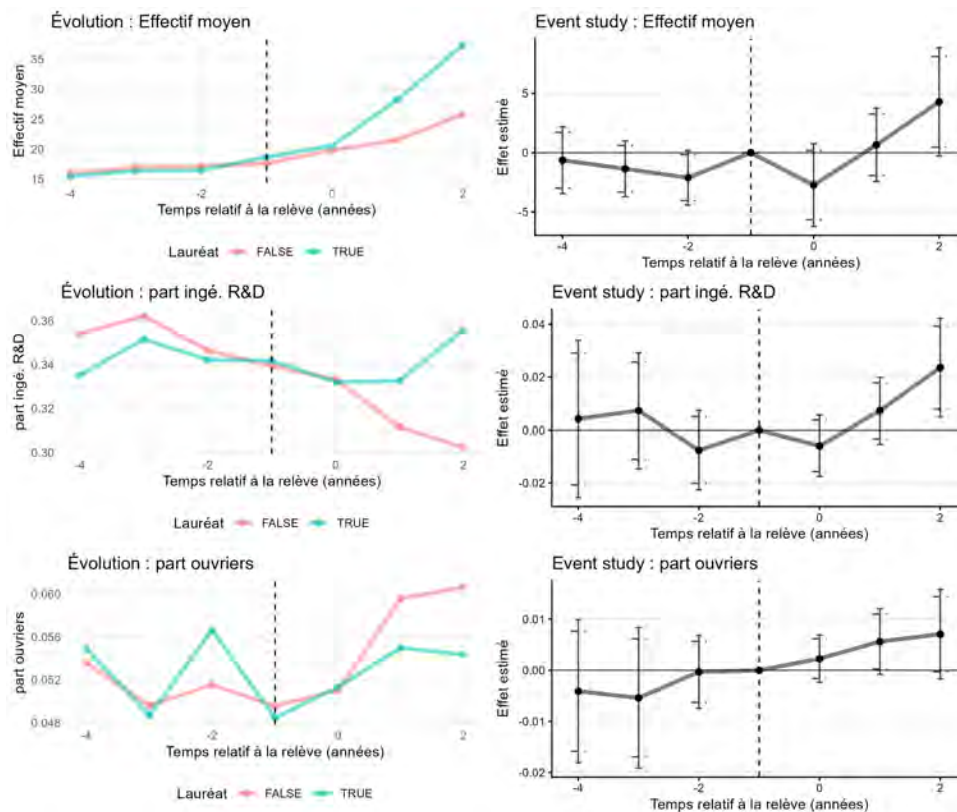 Évolution : Effectif moyen
Effectif moyen
35
30
25
20
15
-4 -2 0 2
Temps relatif à la relève (années)
Lauréat FALSE TRUE
Event study : Effectif moyen
Effet estimé
5
0
-5
-4 -2 0 2
Temps relatif à la relève (années)
Évolution : part ingé. R&D
part ingé. R&D
0.36
0.34
0.32
0.30
-4 -2 0 2
Temps relatif à la relève (années)
Lauréat FALSE TRUE
Event study : part ingé. R&D
Effet estimé
0.04
0.02
0.00
-0.02
-4 -2 0 2
Temps relatif à la relève (années)
Évolution : part ouvriers
part ouvriers
0.060
0.056
0.052
0.048
-4 -2 0 2
Temps relatif à la relève (années)
Lauréat FALSE TRUE
Event study : part ouvriers
Effet estimé
0.01
0.00
-0.01
-0.02
-4 -2 0 2
Temps relatif à la relève (années)